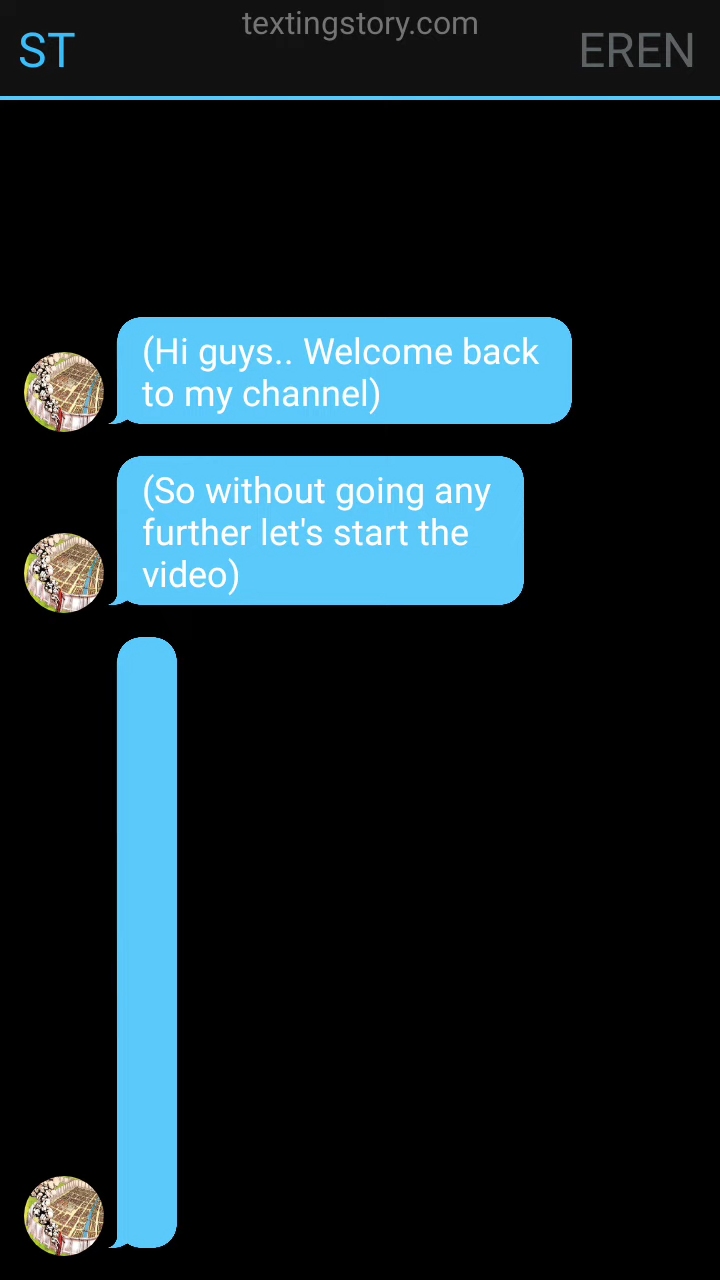 textingstory.com
ST
EREN
(Hi guys.. Welcome back
to my channel)
(So without going any
further let's start the
video)